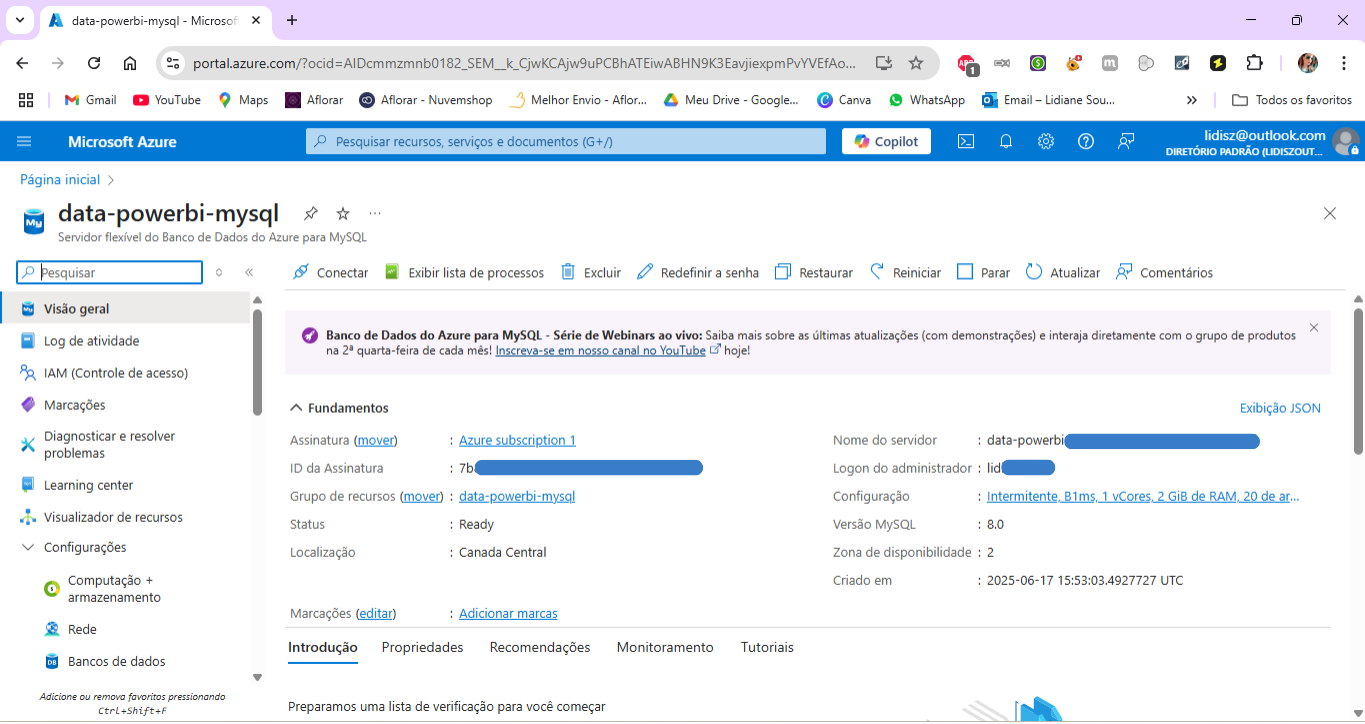 data-powerbi-mysql - Microsof
portal.azure.com/?ocid=AIDcmmzmnb0182_SEM__k_CjwKCAjw9uPCBhATEiwABHN9K3EavjiexpmPvYVEfAo...
ABP 1
Gmail YouTube Maps Aflorar Aflorar - Nuvemshop Melhor Envio - Aflor... Meu Drive - Google... Canva WhatsApp Email – Lidiane Sou... Todos os favoritos
Microsoft Azure
Pesquisar recursos, serviços e documentos (G+/)
Copilot
lidisz@outlook.com
DIRETÓRIO PADRÃO (LIDISZOUT...
Página inicial
My
data-powerbi-mysql
Servidor flexível do Banco de Dados do Azure para MySQL
Pesquisar
Visão geral
Log de atividade
IAM (Controle de acesso)
Marcações
Diagnosticar e resolver
problemas
Learning center
Visualizador de recursos
Configurações
Computação +
armazenamento
Rede
Bancos de dados
Adicione ou remova favoritos pressionando
Ctrl+Shift+F
Conectar Exibir lista de processos Excluir Redefinir a senha Restaurar Reiniciar Parar Atualizar Comentários
Banco de Dados do Azure para MySQL - Série de Webinars ao vivo: Saiba mais sobre as últimas atualizações (com demonstrações) e interaja diretamente com o grupo de produtos
na 2ª quarta-feira de cada mês! Inscreva-se em nosso canal no YouTube hoje!
Fundamentos
Exibição JSON
Assinatura (mover) : Azure subscription 1
ID da Assinatura : 7b
Grupo de recursos (mover) : data-powerbi-mysql
Status : Ready
Localização : Canada Central
Nome do servidor : data-powerbi
Logon do administrador : lid
Configuração : Intermitente, B1ms, 1 vCores, 2 GiB de RAM, 20 de ar...
Versão MySQL : 8.0
Zona de disponibilidade : 2
Criado em : 2025-06-17 15:53:03.4927727 UTC
Marcações (editar) : Adicionar marcas
Introdução Propriedades Recomendações Monitoramento Tutoriais
Preparamos uma lista de verificação para você começar